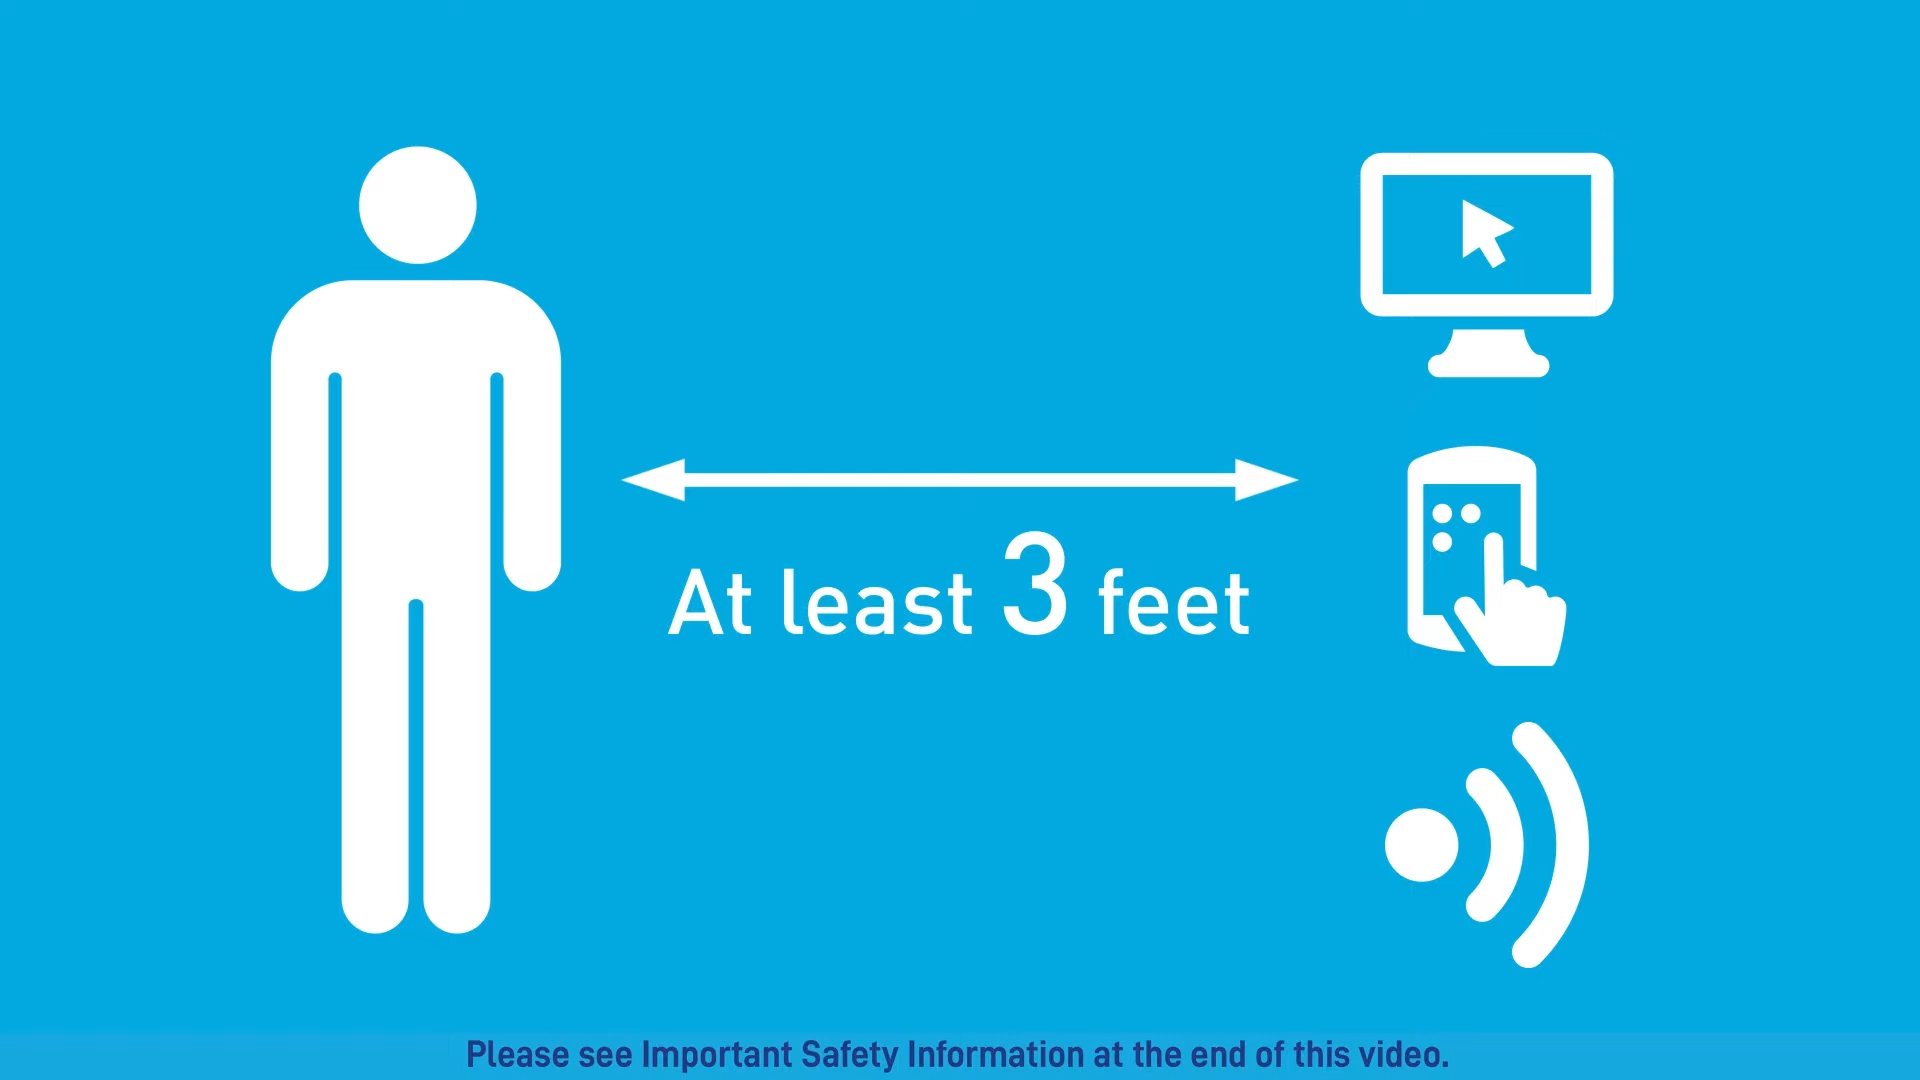 At least 3 feet
Please see Important Safety Information at the end of this video.